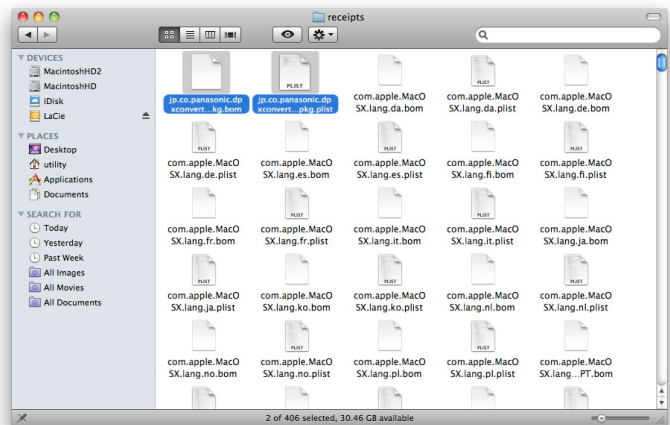 receipts
DEVICES
MacintoshHD2
MacintoshHD
iDisk
LaCie
PLACES
Desktop
utility
Applications
Documents
SEARCH FOR
Today
Yesterday
Past Week
All Images
All Movies
All Documents
PLIST
jp.co.panasonic.dp
xconvert...kg.bom
jp.co.panasonic.dp
xconvert...pkg.plist
com.apple.MacO
SX.lang.da.bom
PLIST
com.apple.MacO
SX.lang.da.plist
com.apple.MacO
SX.lang.de.bom
PLIST
com.apple.MacO
SX.lang.de.plist
com.apple.MacO
SX.lang.es.bom
PLIST
com.apple.MacO
SX.lang.es.plist
com.apple.MacO
SX.lang.fi.bom
PLIST
com.apple.MacO
SX.lang.fi.plist
com.apple.MacO
SX.lang.fr.bom
PLIST
com.apple.MacO
SX.lang.fr.plist
com.apple.MacO
SX.lang.it.bom
PLIST
com.apple.MacO
SX.lang.it.plist
com.apple.MacO
SX.lang.ja.bom
PLIST
com.apple.MacO
SX.lang.ja.plist
com.apple.MacO
SX.lang.ko.bom
PLIST
com.apple.MacO
SX.lang.ko.plist
com.apple.MacO
SX.lang.nl.bom
PLIST
com.apple.MacO
SX.lang.nl.plist
com.apple.MacO
SX.lang.no.bom
PLIST
com.apple.MacO
SX.lang.no.plist
com.apple.MacO
SX.lang.pl.bom
PLIST
com.apple.MacO
SX.lang.pl.plist
com.apple.MacO
SX.lang...PT.bom
2 of 406 selected, 30.46 GB available